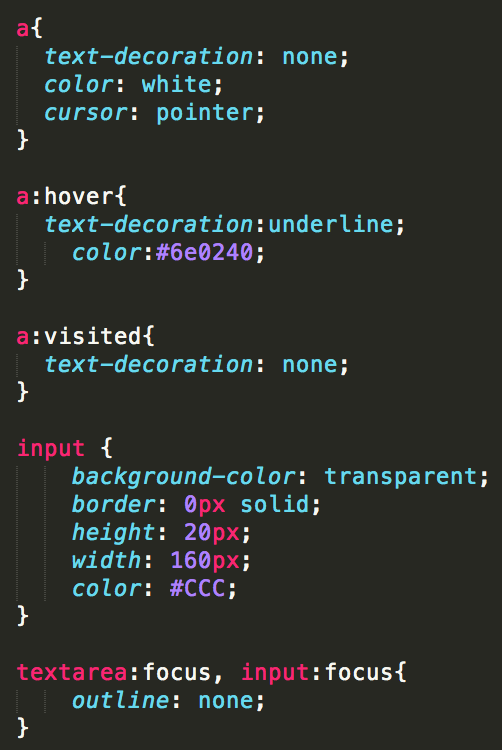 a{
  text-decoration: none;
  color: white;
  cursor: pointer;
}

a:hover{
  text-decoration:underline;
    color:#6e0240;
}

a:visited{
  text-decoration: none;
}

input {
    background-color: transparent;
    border: 0px solid;
    height: 20px;
    width: 160px;
    color: #CCC;
}

textarea:focus, input:focus{
    outline: none;
}